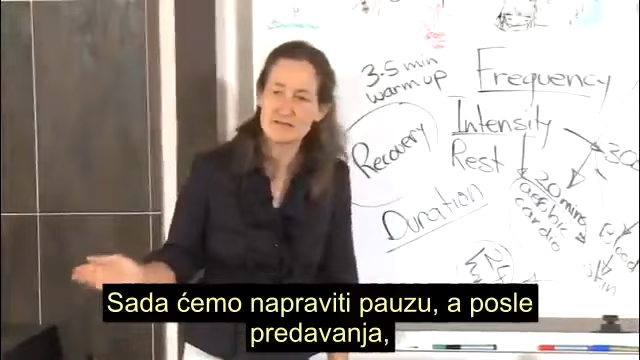 3-5 min
warm up
Frequency
Intensity
Recovery
Rest
Duration
20 mins
aerobic
cardio
Sada ćemo napraviti pauzu, a posle
predavanja,